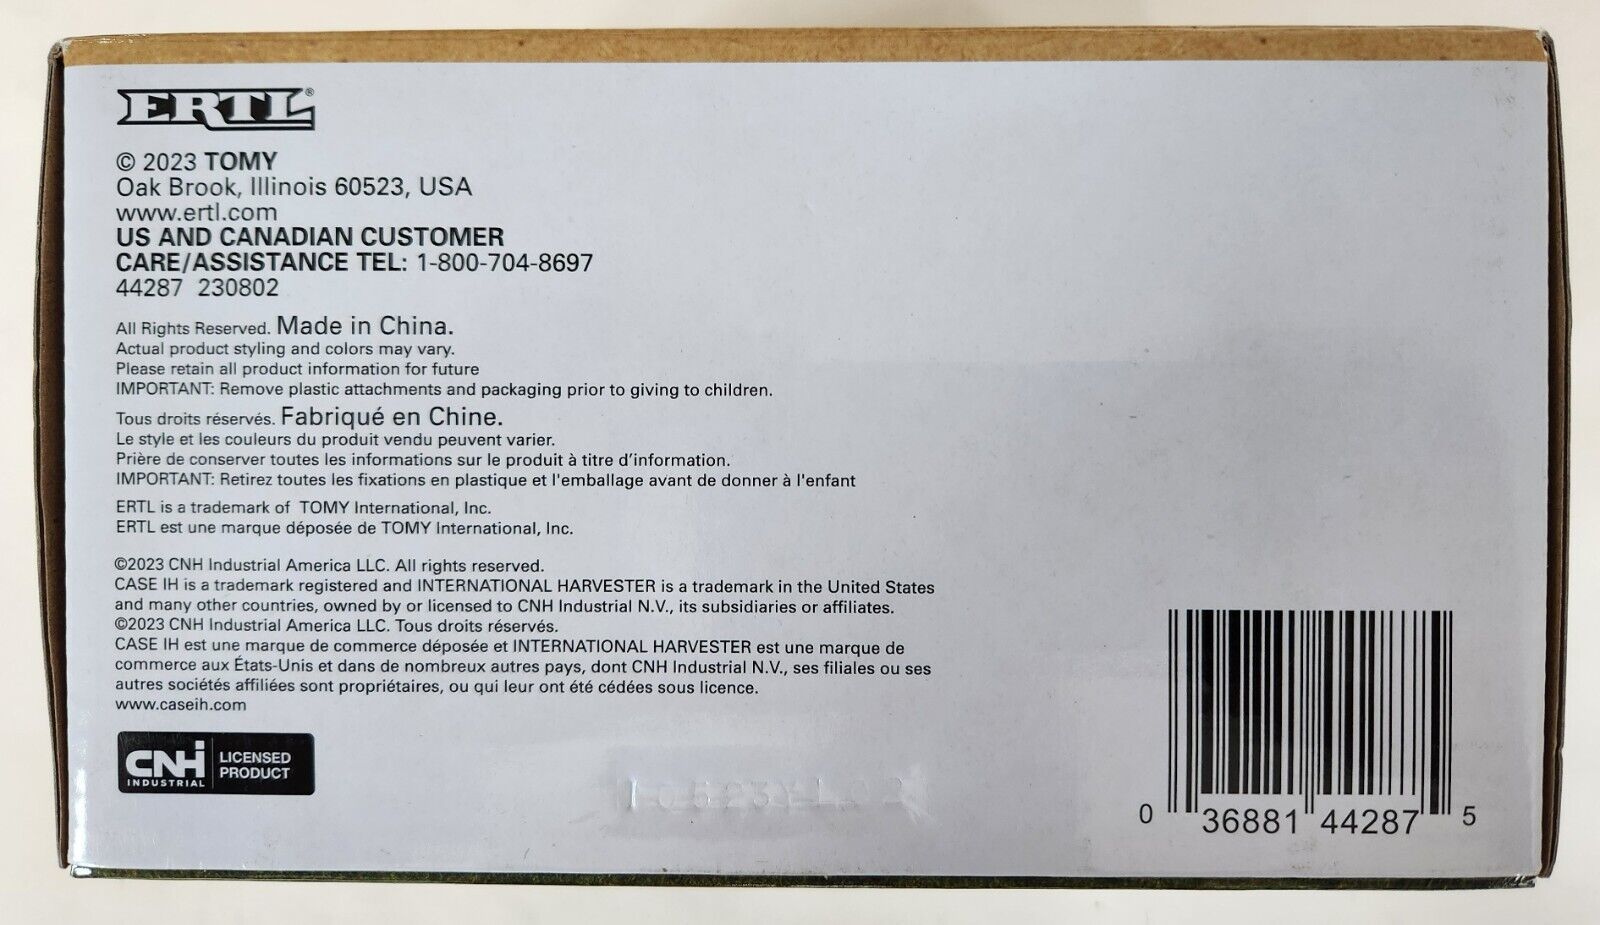 ERTL®
© 2023 TOMY
Oak Brook, Illinois 60523, USA
www.ertl.com
US AND CANADIAN CUSTOMER
CARE/ASSISTANCE TEL: 1-800-704-8697
44287 230802
All Rights Reserved. Made in China.
Actual product styling and colors may vary.
Please retain all product information for future
IMPORTANT: Remove plastic attachments and packaging prior to giving to children.
Tous droits réservés. Fabriqué en Chine.
Le style et les couleurs du produit vendu peuvent varier.
Prière de conserver toutes les informations sur le produit à titre d'information.
IMPORTANT: Retirez toutes les fixations en plastique et l'emballage avant de donner à l'enfant
ERTL is a trademark of TOMY International, Inc.
ERTL est une marque déposée de TOMY International, Inc.
©2023 CNH Industrial America LLC. All rights reserved.
CASE IH is a trademark registered and INTERNATIONAL HARVESTER is a trademark in the United States
and many other countries, owned by or licensed to CNH Industrial N.V., its subsidiaries or affiliates.
©2023 CNH Industrial America LLC. Tous droits réservés.
CASE IH est une marque de commerce déposée et INTERNATIONAL HARVESTER est une marque de
commerce aux États-Unis et dans de nombreux autres pays, dont CNH Industrial N.V., ses filiales ou ses
autres sociétés affiliées sont propriétaires, ou qui leur ont été cédées sous licence.
www.caseih.com
CNH INDUSTRIAL LICENSED PRODUCT
0 36881 44287 5